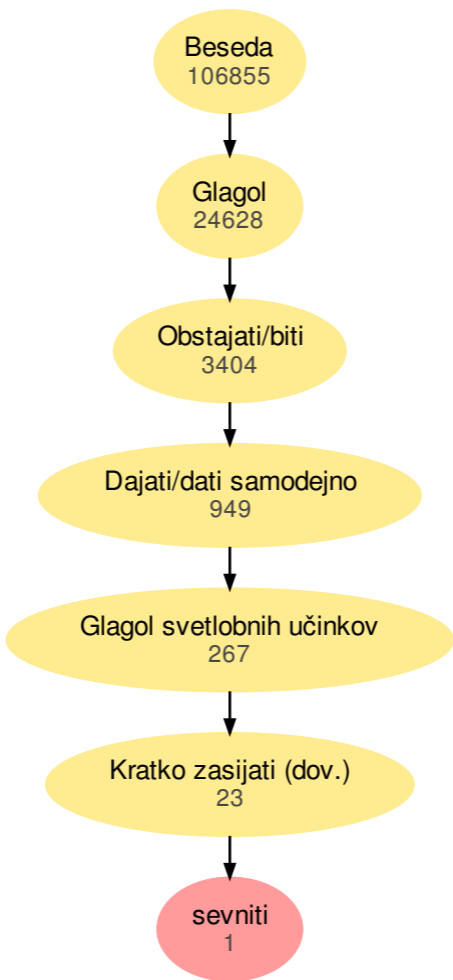 Beseda
106855
Glagol
24628
Obstajati/biti
3404
Dajati/dati samodejno
949
Glagol svetlobnih učinkov
267
Kratko zasijati (dov.)
23
sevniti
1